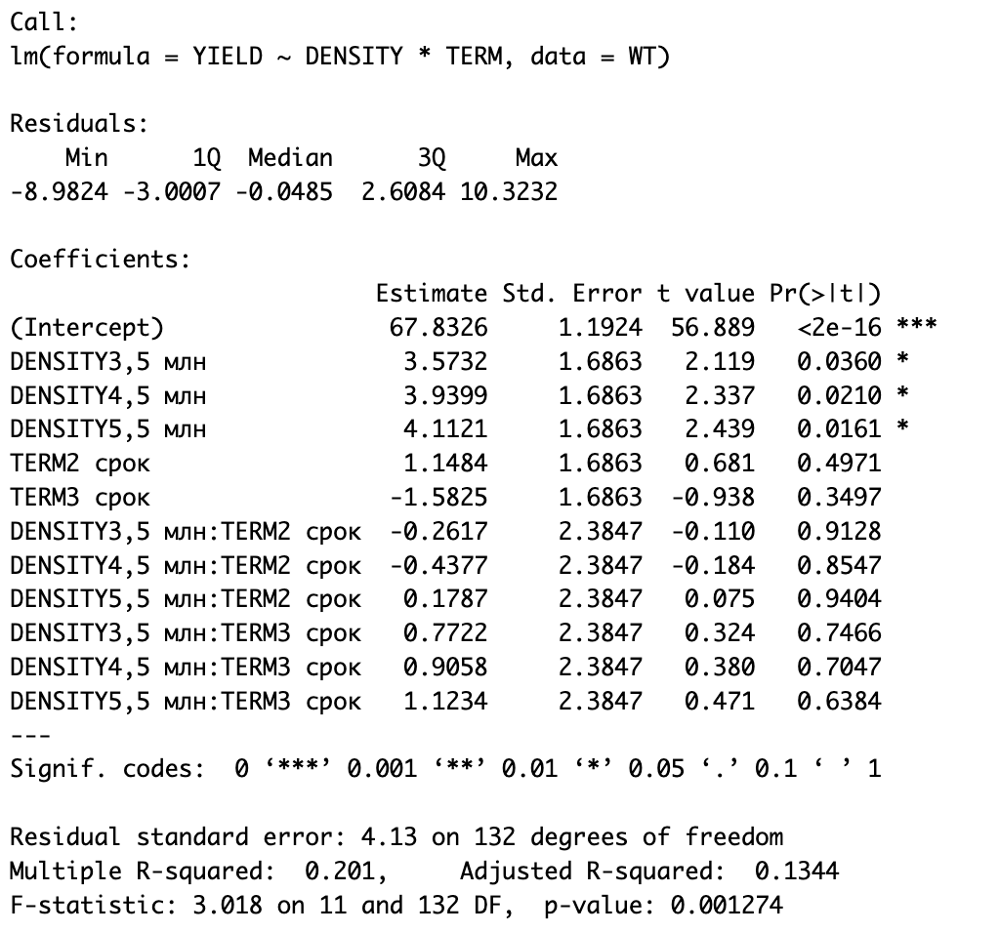 Call:
lm(formula = YIELD ~ DENSITY * TERM, data = WT)
Residuals:
    Min      1Q  Median      3Q     Max
-8.9824 -3.0007 -0.0485  2.6084 10.3232
Coefficients:
                          Estimate Std. Error t value Pr(>|t|)
(Intercept)                67.8326     1.1924  56.889   <2e-16 ***
DENSITY3,5 млн              3.5732     1.6863   2.119   0.0360 *
DENSITY4,5 млн              3.9399     1.6863   2.337   0.0210 *
DENSITY5,5 млн              4.1121     1.6863   2.439   0.0161 *
TERM2 срок                  1.1484     1.6863   0.681   0.4971
TERM3 срок                 -1.5825     1.6863  -0.938   0.3497
DENSITY3,5 млн:TERM2 срок  -0.2617     2.3847  -0.110   0.9128
DENSITY4,5 млн:TERM2 срок  -0.4377     2.3847  -0.184   0.8547
DENSITY5,5 млн:TERM2 срок   0.1787     2.3847   0.075   0.9404
DENSITY3,5 млн:TERM3 срок   0.7722     2.3847   0.324   0.7466
DENSITY4,5 млн:TERM3 срок   0.9058     2.3847   0.380   0.7047
DENSITY5,5 млн:TERM3 срок   1.1234     2.3847   0.471   0.6384
---
Signif. codes:  0 ‘***’ 0.001 ‘**’ 0.01 ‘*’ 0.05 ‘.’ 0.1 ‘ ’ 1
Residual standard error: 4.13 on 132 degrees of freedom
Multiple R-squared:  0.201,	Adjusted R-squared:  0.1344
F-statistic: 3.018 on 11 and 132 DF,  p-value: 0.001274